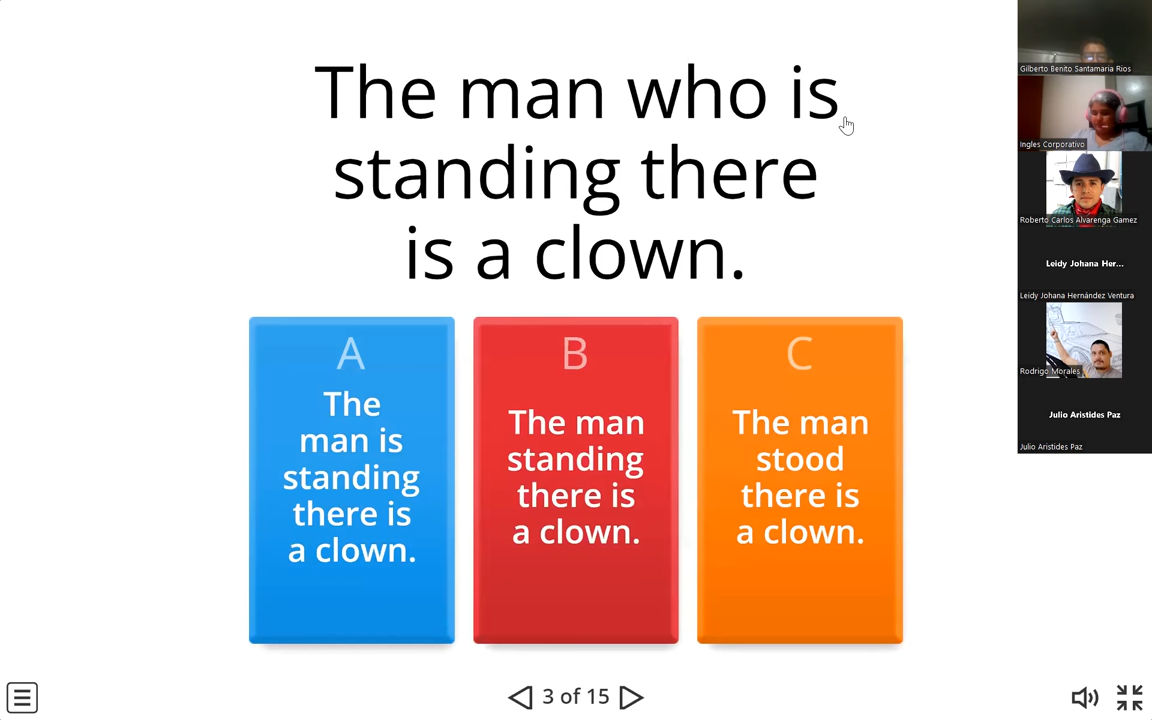 The man who is
standing there
is a clown.
A
The
man is
standing
there is
a clown.
B
The man
standing
there is
a clown.
C
The man
stood
there is
a clown.
3 of 15
Gilberto Benito Santamaria Rios
Ingles Corporativo
Roberto Carlos Alvarenga Gamez
Leidy Johana Her...
Leidy Johana Hernández Ventura
Rodrigo Morales
Julio Aristides Paz
Julio Aristides Paz